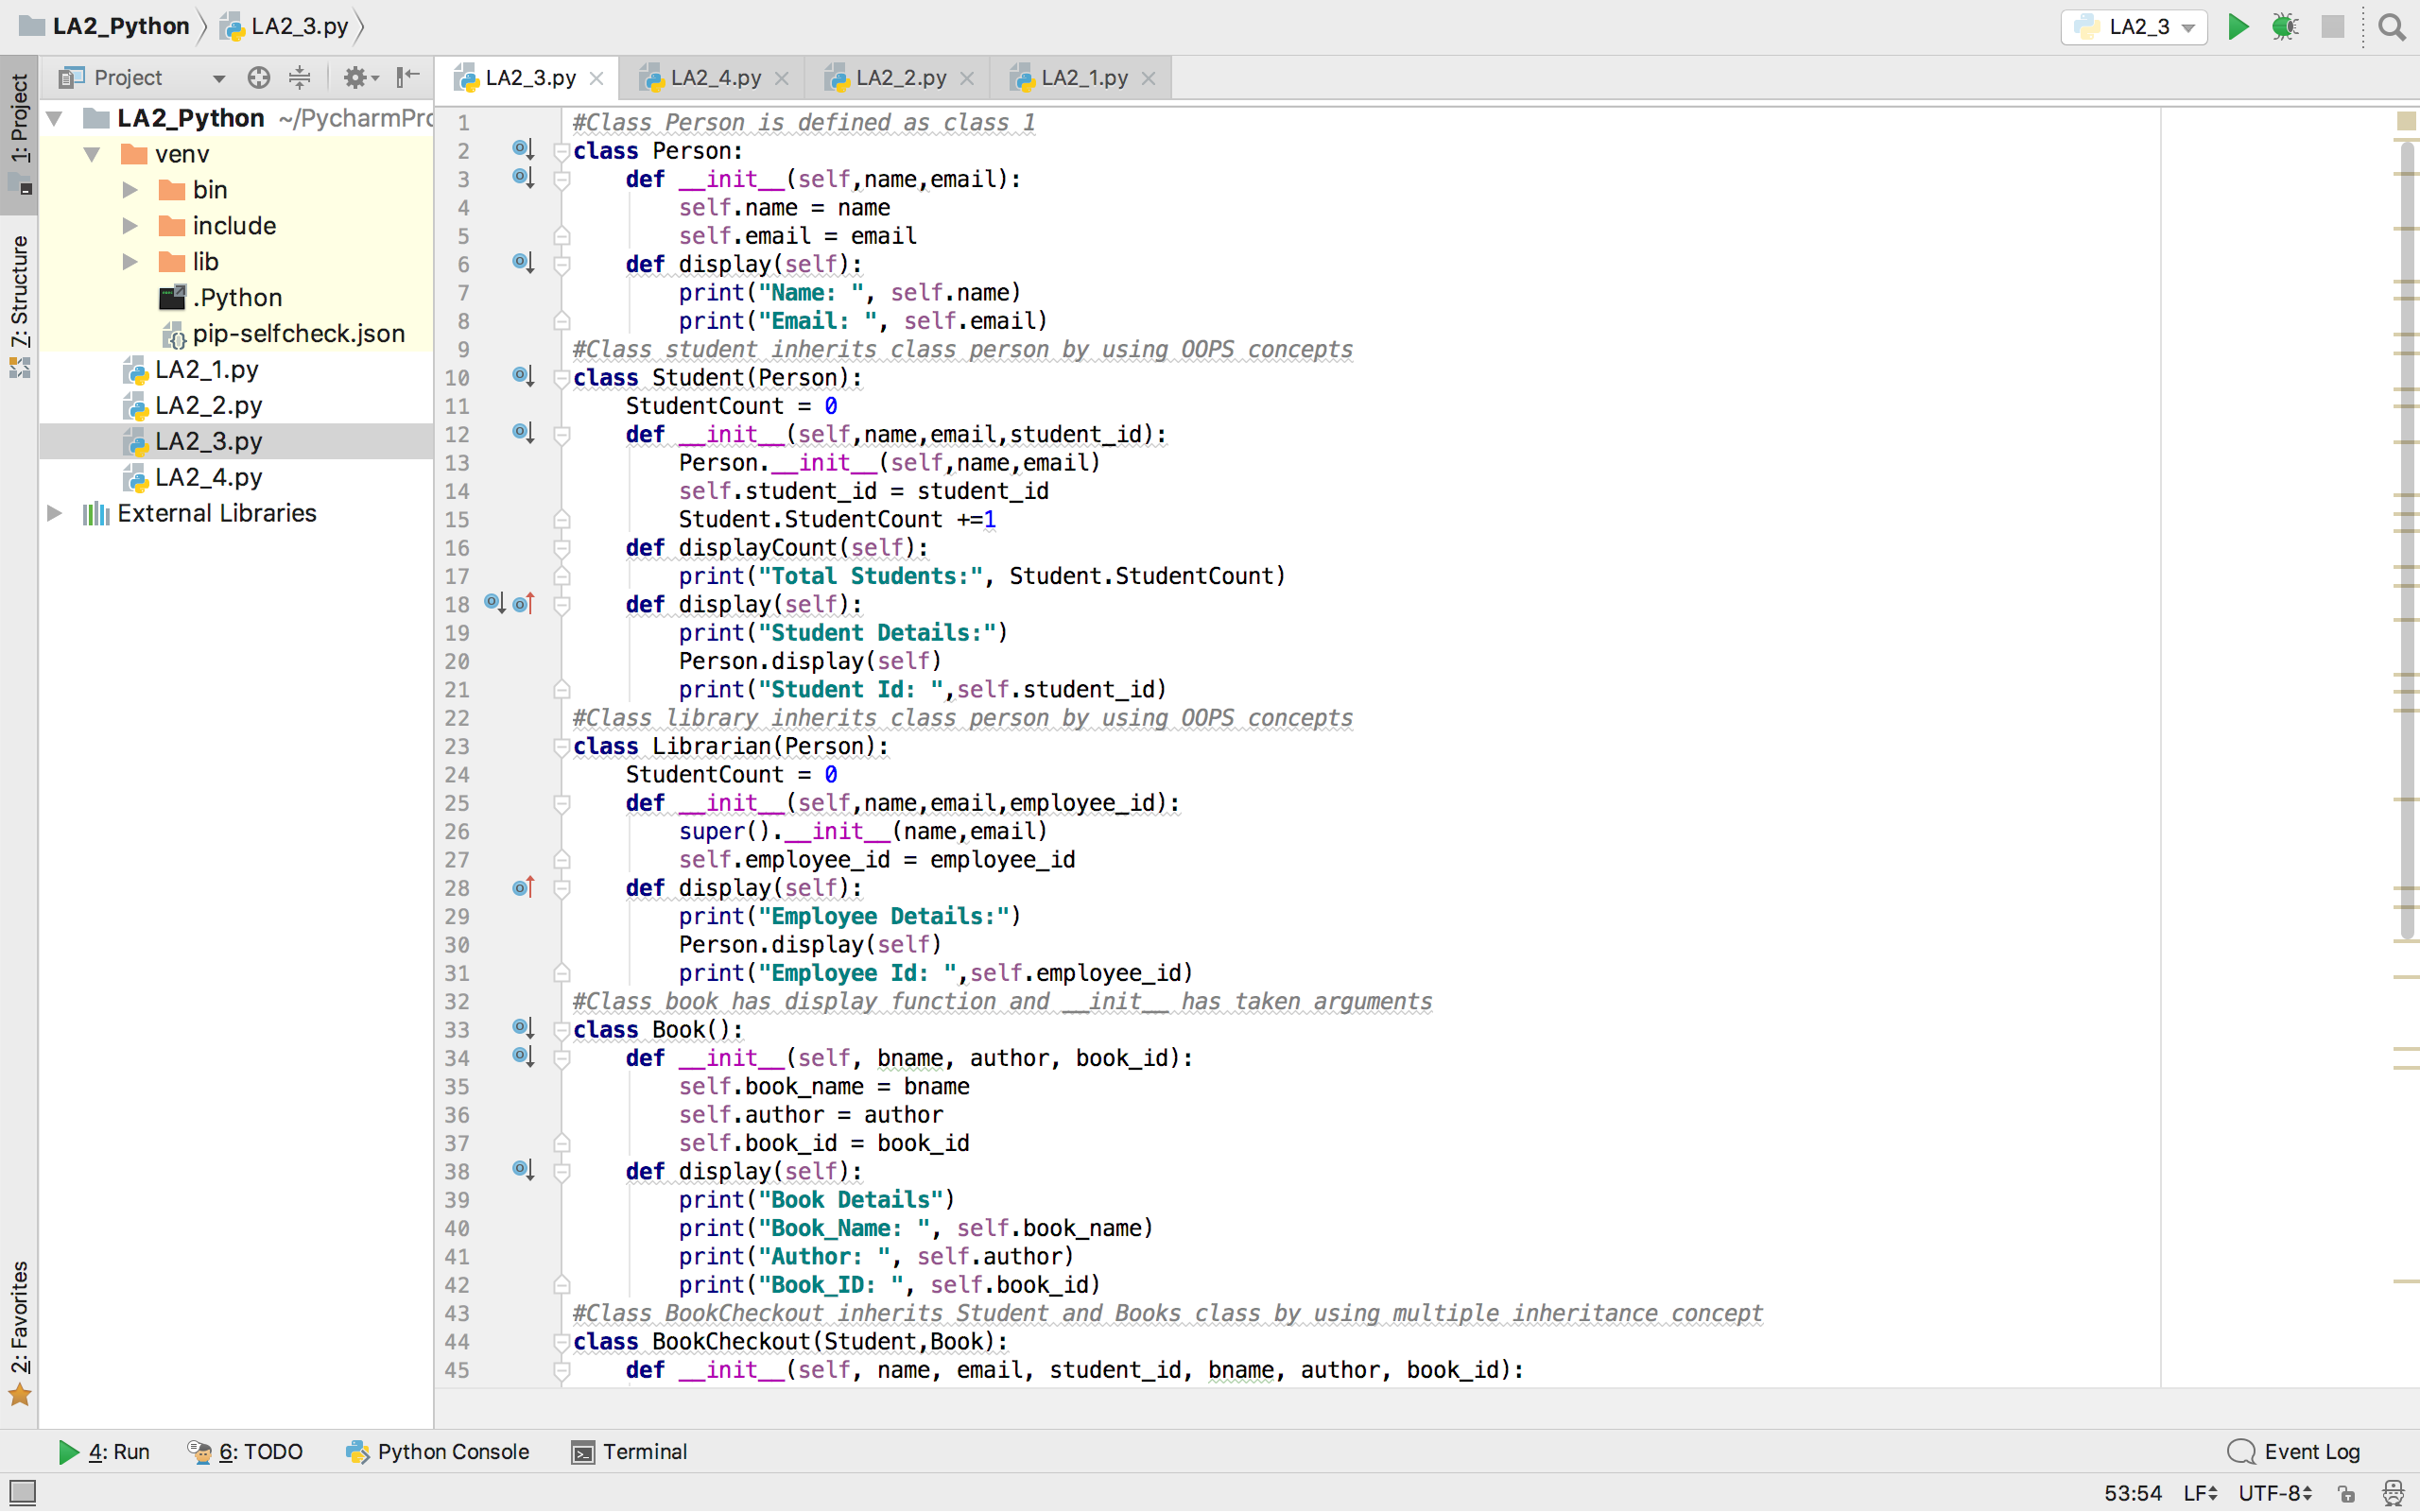 LA2_Python LA2_3.py LA2_3
Project LA2_3.py LA2_4.py LA2_2.py LA2_1.py
1: Project
7: Structure
2: Favorites
LA2_Python ~/PycharmPro
venv
bin
include
lib
.Python
pip-selfcheck.json
LA2_1.py
LA2_2.py
LA2_3.py
LA2_4.py
External Libraries
1 #Class Person is defined as class 1
2 class Person:
3     def __init__(self,name,email):
4         self.name = name
5         self.email = email
6     def display(self):
7         print("Name: ", self.name)
8         print("Email: ", self.email)
9 #Class student inherits class person by using OOPS concepts
10 class Student(Person):
11     StudentCount = 0
12     def __init__(self,name,email,student_id):
13         Person.__init__(self,name,email)
14         self.student_id = student_id
15         Student.StudentCount +=1
16     def displayCount(self):
17         print("Total Students:", Student.StudentCount)
18     def display(self):
19         print("Student Details:")
20         Person.display(self)
21         print("Student Id: ",self.student_id)
22 #Class library inherits class person by using OOPS concepts
23 class Librarian(Person):
24     StudentCount = 0
25     def __init__(self,name,email,employee_id):
26         super().__init__(name,email)
27         self.employee_id = employee_id
28     def display(self):
29         print("Employee Details:")
30         Person.display(self)
31         print("Employee Id: ",self.employee_id)
32 #Class book has display function and __init__ has taken arguments
33 class Book():
34     def __init__(self, bname, author, book_id):
35         self.book_name = bname
36         self.author = author
37         self.book_id = book_id
38     def display(self):
39         print("Book Details")
40         print("Book_Name: ", self.book_name)
41         print("Author: ", self.author)
42         print("Book_ID: ", self.book_id)
43 #Class BookCheckout inherits Student and Books class by using multiple inheritance concept
44 class BookCheckout(Student,Book):
45     def __init__(self, name, email, student_id, bname, author, book_id):
4: Run 6: TODO Python Console Terminal Event Log
53:54 LF UTF-8